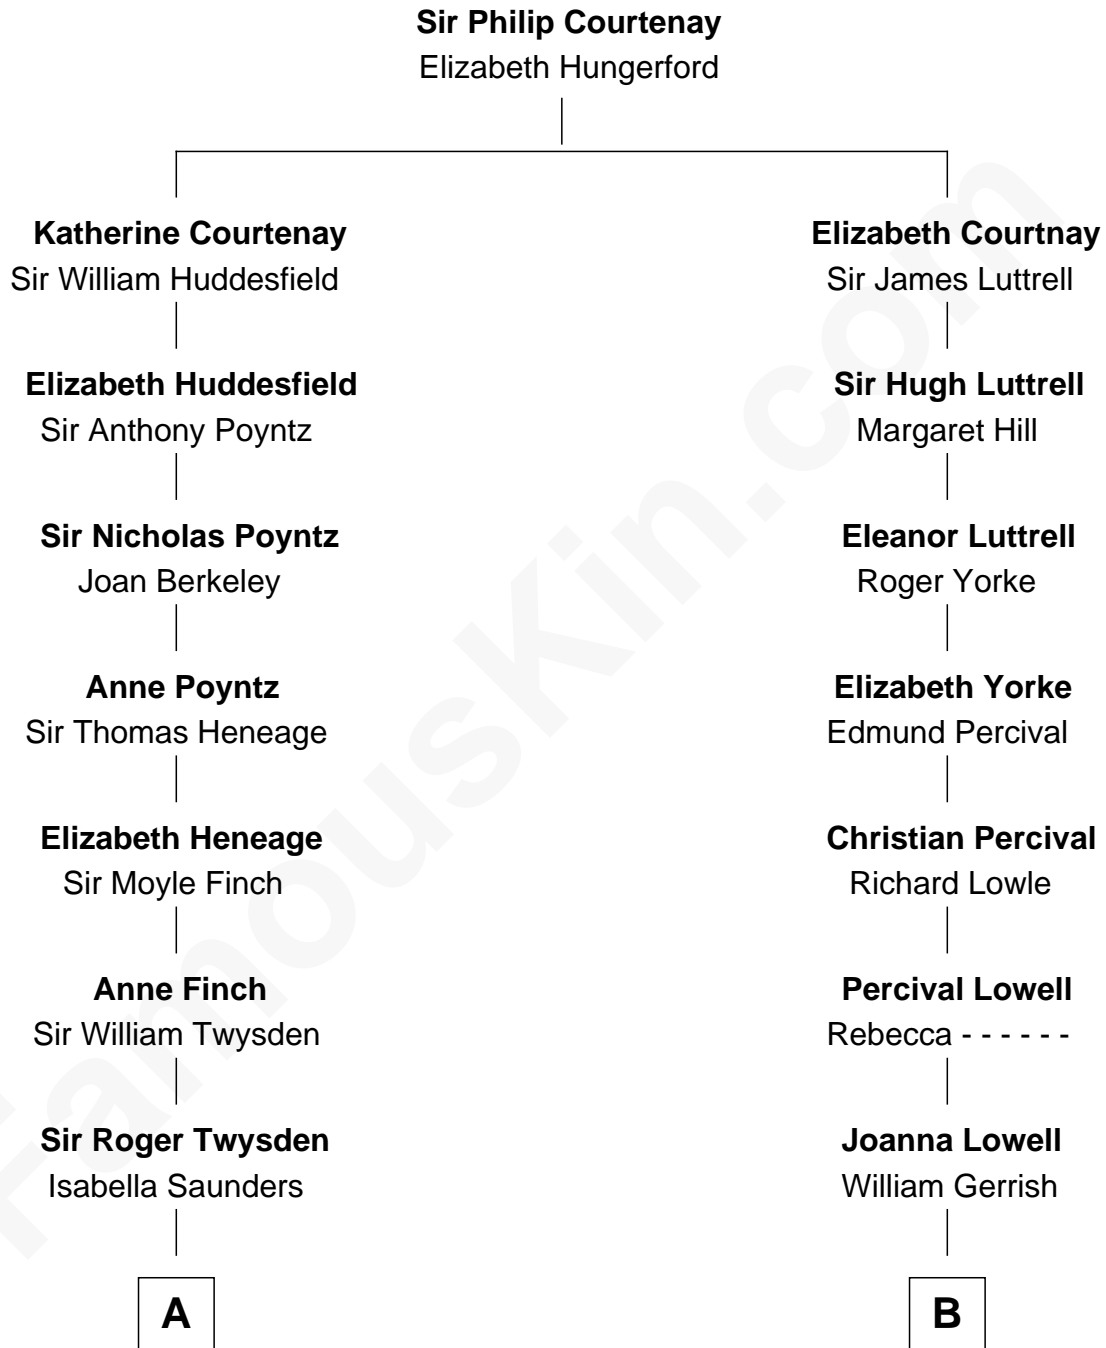 Sir Philip Courtenay
Elizabeth Hungerford
Katherine Courtenay
Sir William Huddesfield
Elizabeth Huddesfield
Sir Anthony Poyntz
Sir Nicholas Poyntz
Joan Berkeley
Anne Poyntz
Sir Thomas Heneage
Elizabeth Heneage
Sir Moyle Finch
Anne Finch
Sir William Twysden
Sir Roger Twysden
Isabella Saunders
A
Elizabeth Courtnay
Sir James Luttrell
Sir Hugh Luttrell
Margaret Hill
Eleanor Luttrell
Roger Yorke
Elizabeth Yorke
Edmund Percival
Christian Percival
Richard Lowle
Percival Lowell
Rebecca - - - - - -
Joanna Lowell
William Gerrish
B
FamousKin.com